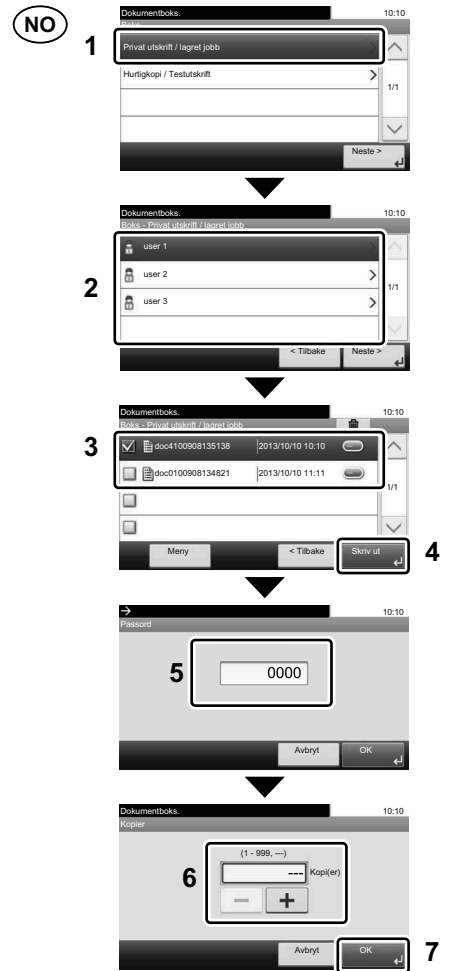 NO
Dokumentboks. 10:10
Boks
1
Privat utskrift / lagret jobb
Hurtigkopi / Testutskrift
1/1
Neste >
Dokumentboks. 10:10
Boks - Privat utskrift / lagret jobb
2
user 1
user 2
user 3
1/1
< Tilbake Neste >
Dokumentboks. 10:10
Boks - Privat utskrift / lagret jobb
3
doc4100908135138 2013/10/10 10:10 ...
doc0100908134821 2013/10/10 11:11 ...
1/1
Meny < Tilbake Skriv ut 4
10:10
Passord
5 0000
Avbryt OK
Dokumentboks. 10:10
Kopier
6
(1 - 999, ---)
--- Kopi(er)
Avbryt OK 7